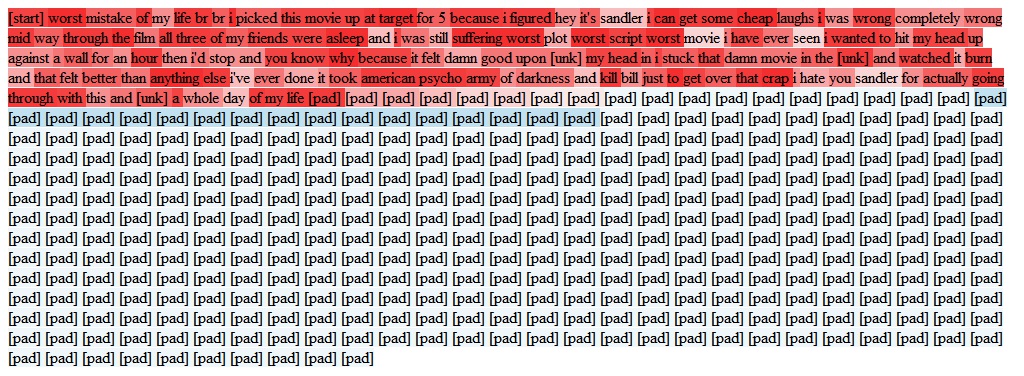 [start] worst mistake of my life br br i picked this movie up at target for 5 because i figured hey it's sandler i can get some cheap laughs i was wrong completely wrong
mid way through the film all three of my friends were asleep and i was still suffering worst plot worst script worst movie i have ever seen i wanted to hit my head up
against a wall for an hour then i'd stop and you know why because it felt damn good upon [unk] my head in i stuck that damn movie in the [unk] and watched it burn
and that felt better than anything else i've ever done it took american psycho army of darkness and kill bill just to get over that crap i hate you sandler for actually going
through with this and [unk] a whole day of my life [pad] [pad] [pad] [pad] [pad] [pad] [pad] [pad] [pad] [pad] [pad] [pad] [pad] [pad] [pad] [pad] [pad] [pad] [pad]
[pad] [pad] [pad] [pad] [pad] [pad] [pad] [pad] [pad] [pad] [pad] [pad] [pad] [pad] [pad] [pad] [pad] [pad] [pad] [pad] [pad] [pad] [pad] [pad] [pad] [pad] [pad]
[pad] [pad] [pad] [pad] [pad] [pad] [pad] [pad] [pad] [pad] [pad] [pad] [pad] [pad] [pad] [pad] [pad] [pad] [pad] [pad] [pad] [pad] [pad] [pad] [pad] [pad] [pad]
[pad] [pad] [pad] [pad] [pad] [pad] [pad] [pad] [pad] [pad] [pad] [pad] [pad] [pad] [pad] [pad] [pad] [pad] [pad] [pad] [pad] [pad] [pad] [pad] [pad] [pad] [pad]
[pad] [pad] [pad] [pad] [pad] [pad] [pad] [pad] [pad] [pad] [pad] [pad] [pad] [pad] [pad] [pad] [pad] [pad] [pad] [pad] [pad] [pad] [pad] [pad] [pad] [pad] [pad]
[pad] [pad] [pad] [pad] [pad] [pad] [pad] [pad] [pad] [pad] [pad] [pad] [pad] [pad] [pad] [pad] [pad] [pad] [pad] [pad] [pad] [pad] [pad] [pad] [pad] [pad] [pad]
[pad] [pad] [pad] [pad] [pad] [pad] [pad] [pad] [pad] [pad] [pad] [pad] [pad] [pad] [pad] [pad] [pad] [pad] [pad] [pad] [pad] [pad] [pad] [pad] [pad] [pad] [pad]
[pad] [pad] [pad] [pad] [pad] [pad] [pad] [pad] [pad] [pad] [pad] [pad] [pad] [pad] [pad] [pad] [pad] [pad] [pad] [pad] [pad] [pad] [pad] [pad] [pad] [pad] [pad]
[pad] [pad] [pad] [pad] [pad] [pad] [pad] [pad] [pad] [pad] [pad] [pad] [pad] [pad] [pad] [pad] [pad] [pad] [pad] [pad] [pad] [pad] [pad] [pad] [pad] [pad] [pad]
[pad] [pad] [pad] [pad] [pad] [pad] [pad] [pad] [pad] [pad] [pad] [pad] [pad] [pad] [pad] [pad] [pad] [pad] [pad] [pad] [pad] [pad] [pad] [pad] [pad] [pad] [pad]
[pad] [pad] [pad] [pad] [pad] [pad] [pad] [pad] [pad] [pad] [pad] [pad] [pad] [pad] [pad] [pad] [pad] [pad] [pad] [pad] [pad] [pad] [pad] [pad] [pad] [pad] [pad]
[pad] [pad] [pad] [pad] [pad] [pad] [pad] [pad] [pad] [pad] [pad] [pad] [pad] [pad] [pad] [pad] [pad] [pad] [pad] [pad] [pad] [pad] [pad] [pad] [pad] [pad] [pad]
[pad] [pad] [pad] [pad] [pad] [pad] [pad] [pad] [pad] [pad] [pad] [pad] [pad] [pad] [pad] [pad] [pad] [pad] [pad] [pad] [pad] [pad] [pad] [pad] [pad] [pad] [pad]
[pad] [pad] [pad] [pad] [pad] [pad] [pad] [pad] [pad] [pad]